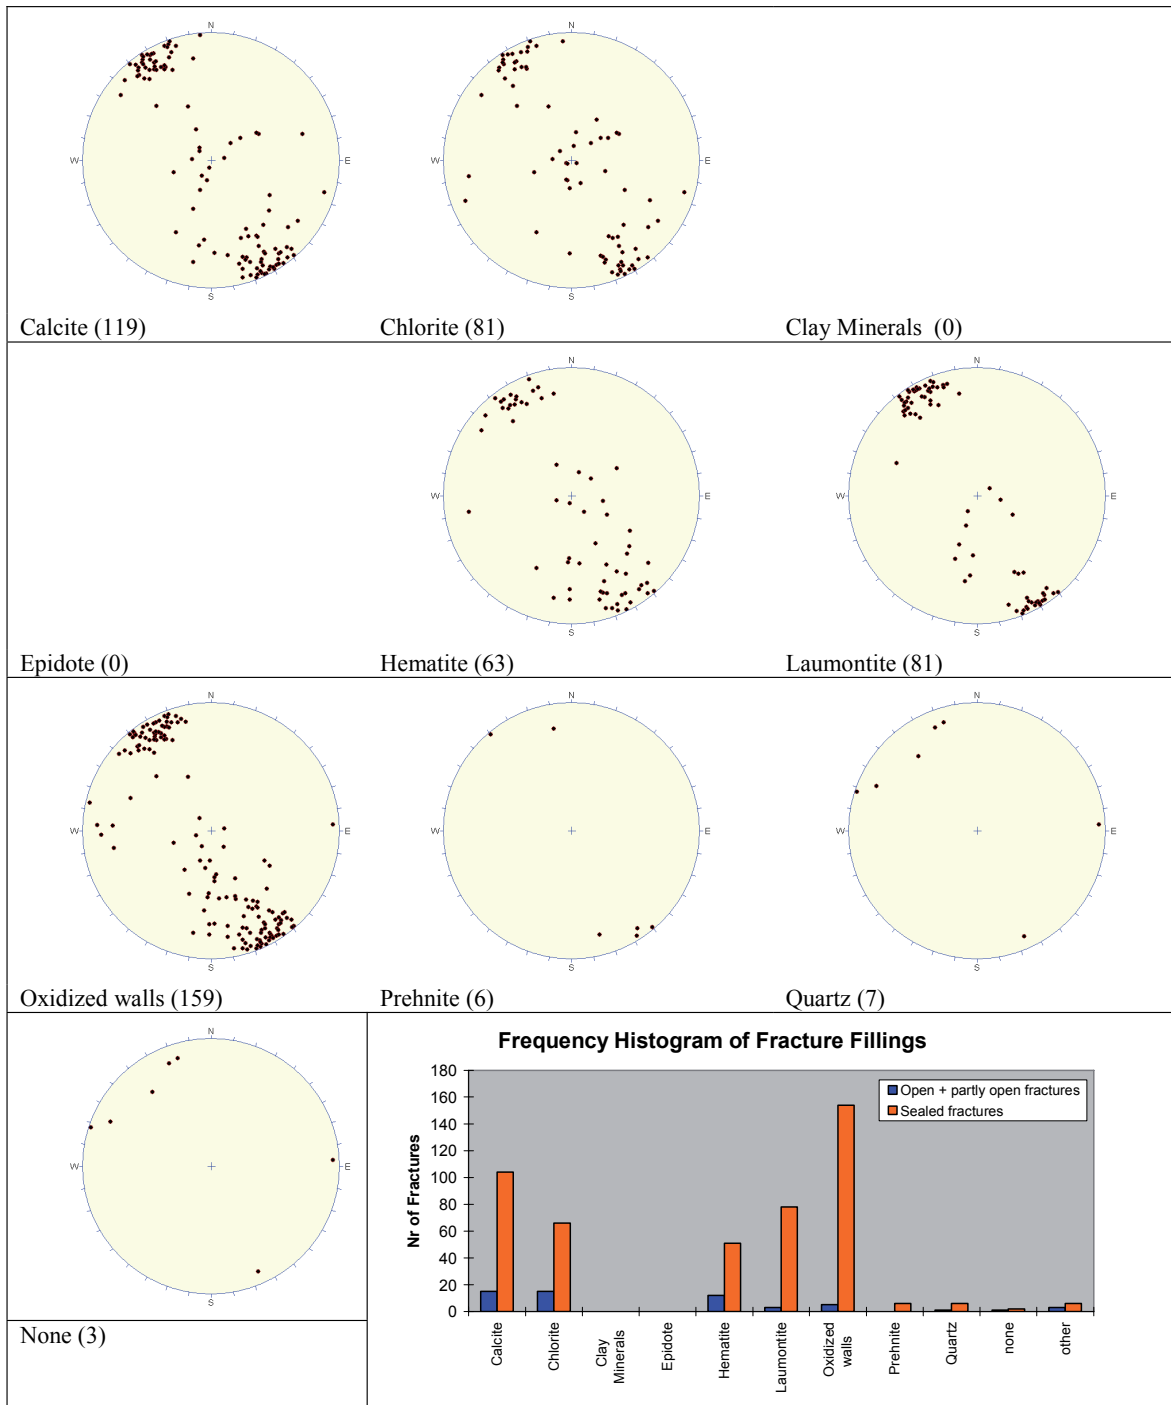 N
W
E
S
N
W
E
S
Calcite (119)
Chlorite (81)
Clay Minerals (0)
N
W
E
S
N
W
E
S
Epidote (0)
Hematite (63)
Laumontite (81)
N
W
E
S
N
W
E
S
N
W
E
S
Oxidized walls (159)
Prehnite (6)
Quartz (7)
N
W
E
S
None (3)
Frequency Histogram of Fracture Fillings
Nr of Fractures
180
160
140
120
100
80
60
40
20
0
Open + partly open fractures
Sealed fractures
Calcite
Chlorite
Clay
Minerals
Epidote
Hematite
Laumontite
Oxidized
walls
Prehnite
Quartz
none
other